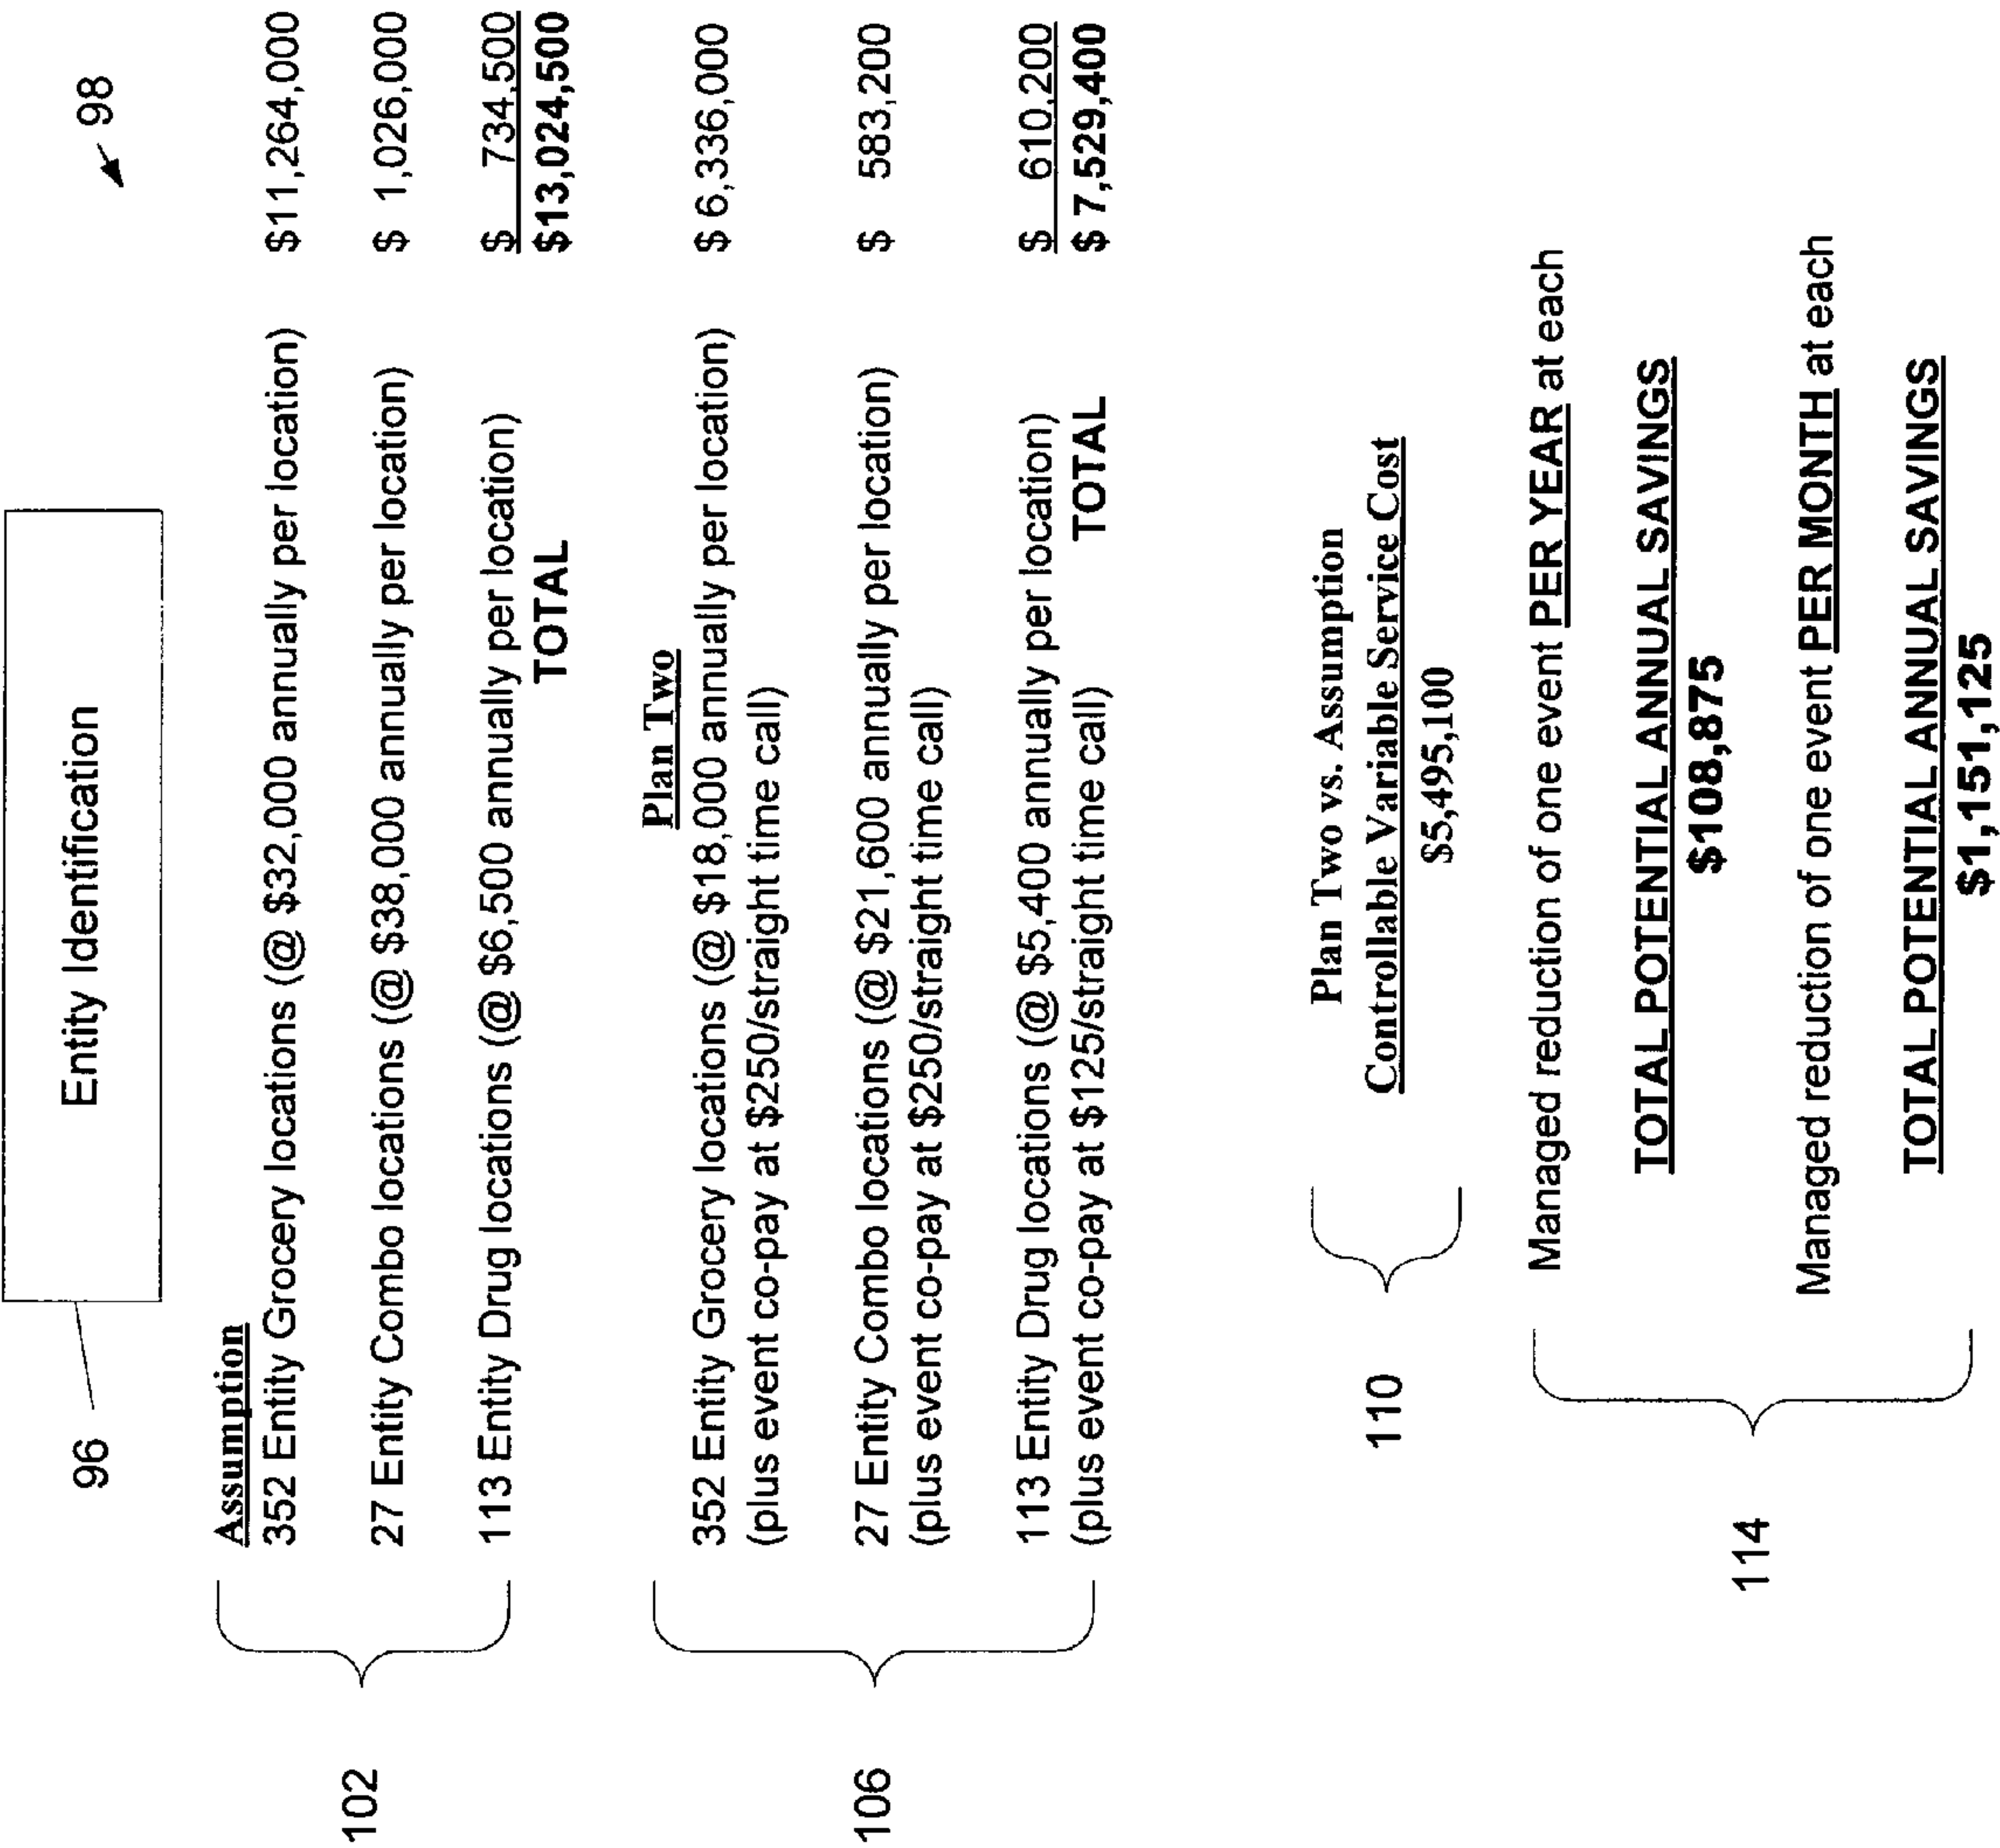 98
Entity Identification
96
Assumption
352 Entity Grocery locations (@ $32,000 annually per location) $11,264,000
27 Entity Combo locations (@ $38,000 annually per location) $ 1,026,000
113 Entity Drug locations (@ $6,500 annually per location) $ 734,500
TOTAL $13,024,500
102
Plan Two
352 Entity Grocery locations (@ $18,000 annually per location) $ 6,336,000
(plus event co-pay at $250/straight time call)
27 Entity Combo locations (@ $21,600 annually per location) $ 583,200
(plus event co-pay at $250/straight time call)
113 Entity Drug locations (@ $5,400 annually per location) $ 610,200
(plus event co-pay at $125/straight time call) TOTAL $ 7,529,400
106
Plan Two vs. Assumption
Controllable Variable Service Cost
$5,495,100
110
Managed reduction of one event PER YEAR at each
TOTAL POTENTIAL ANNUAL SAVINGS
$108,875
Managed reduction of one event PER MONTH at each
TOTAL POTENTIAL ANNUAL SAVINGS
$1,151,125
114